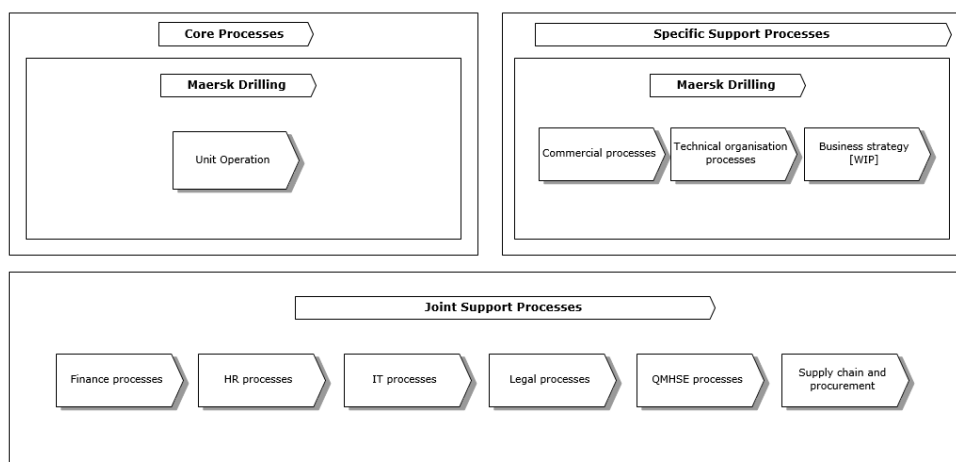 Core Processes
Maersk Drilling
Unit Operation
Specific Support Processes
Maersk Drilling
Commercial processes
Technical organisation
processes
Business strategy
[WIP]
Joint Support Processes
Finance processes
HR processes
IT processes
Legal processes
QMHSE processes
Supply chain and
procurement